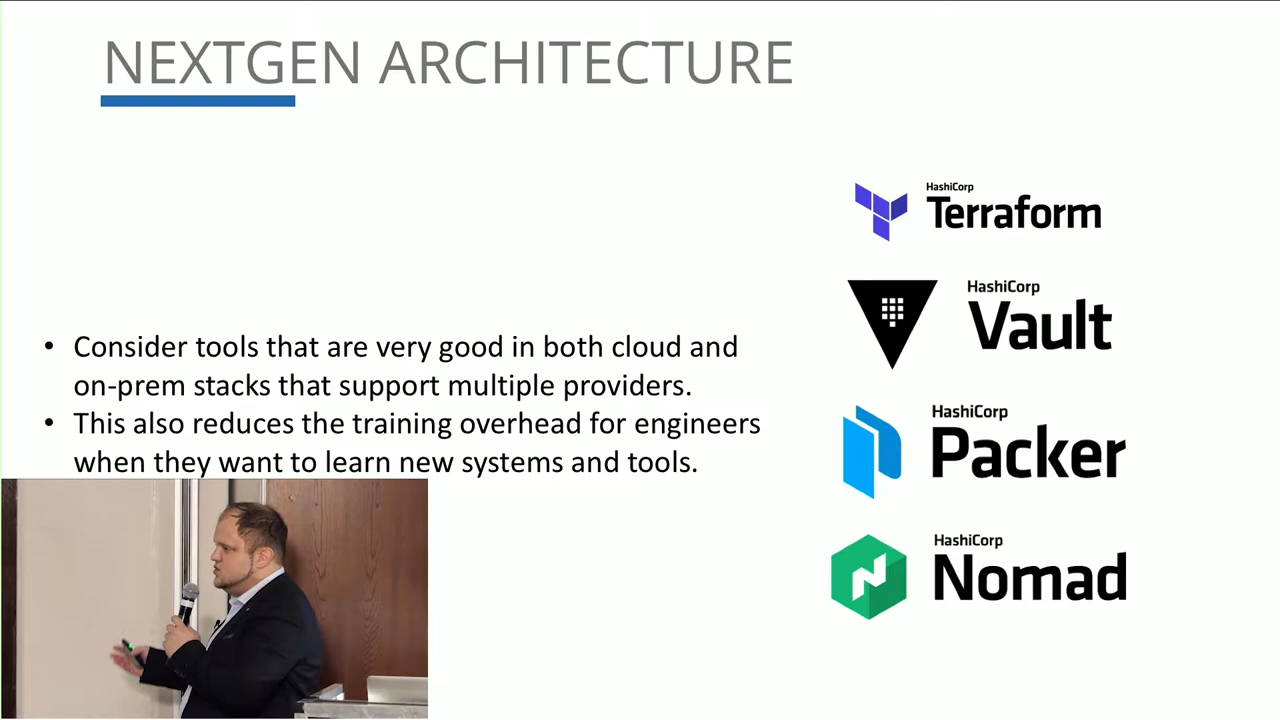 NEXTGEN ARCHITECTURE
• Consider tools that are very good in both cloud and
on-prem stacks that support multiple providers.
• This also reduces the training overhead for engineers
when they want to learn new systems and tools.
HashiCorp
Terraform
HashiCorp
Vault
HashiCorp
Packer
HashiCorp
Nomad